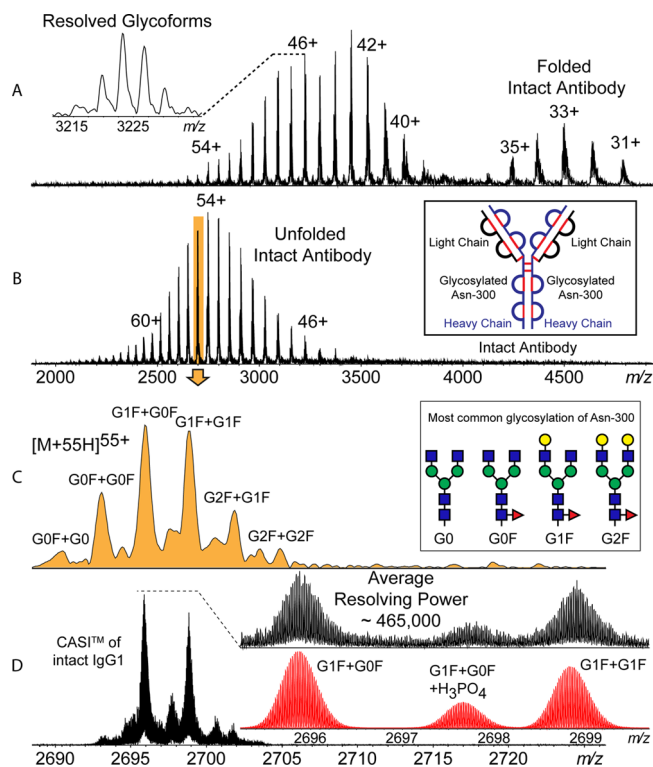 Resolved Glycoforms
3215 3225 m/z
A
46+
42+
54+
40+
Folded
Intact Antibody
35+
33+
31+
B
54+
Unfolded
Intact Antibody
60+
46+
Light Chain
Light Chain
Glycosylated
Asn-300
Glycosylated
Asn-300
Heavy Chain
Heavy Chain
Intact Antibody
2000 2500 3000 3500 4000 4500 m/z
C
[M+55H]55+
G0F+G0
G0F+G0F
G1F+G0F
G1F+G1F
G2F+G1F
G2F+G2F
Most common glycosylation of Asn-300
G0 G0F G1F G2F
D
CASI™ of
intact IgG1
Average
Resolving Power
~ 465,000
G1F+G0F
G1F+G0F
+H3PO4
G1F+G1F
2696 2697 2698 2699 m/z
2690 2695 2700 2705 2710 2715 2720 m/z